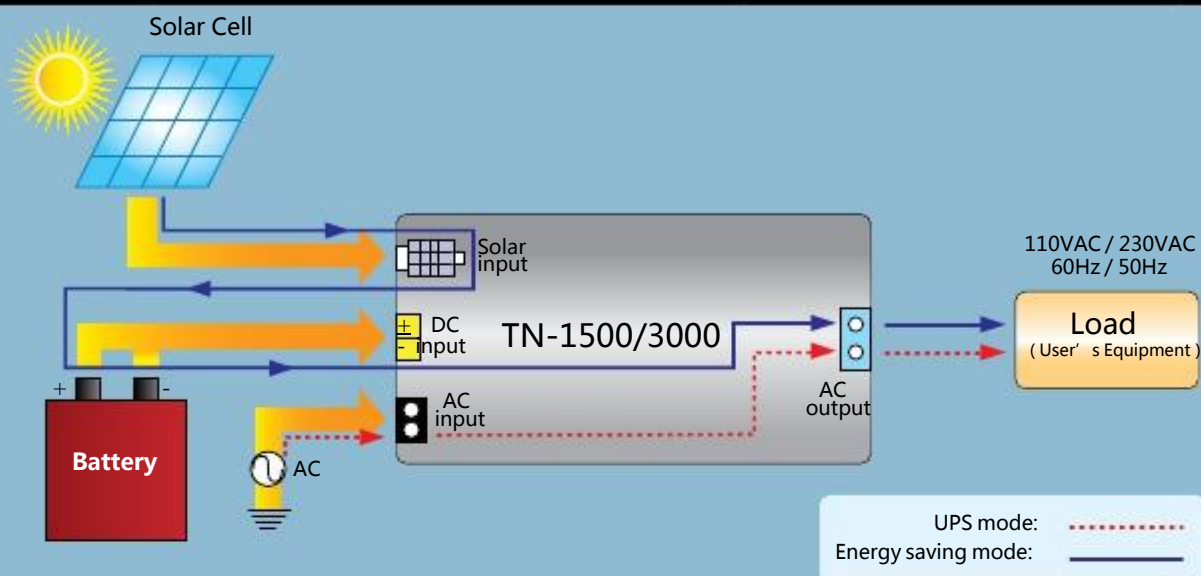 Solar Cell
Solar
input
110VAC / 230VAC
60Hz / 50Hz
+ DC
- input
TN-1500/3000
Load
( User’ s Equipment )
+ -
AC
input
AC
output
Battery
AC
UPS mode:
Energy saving mode: